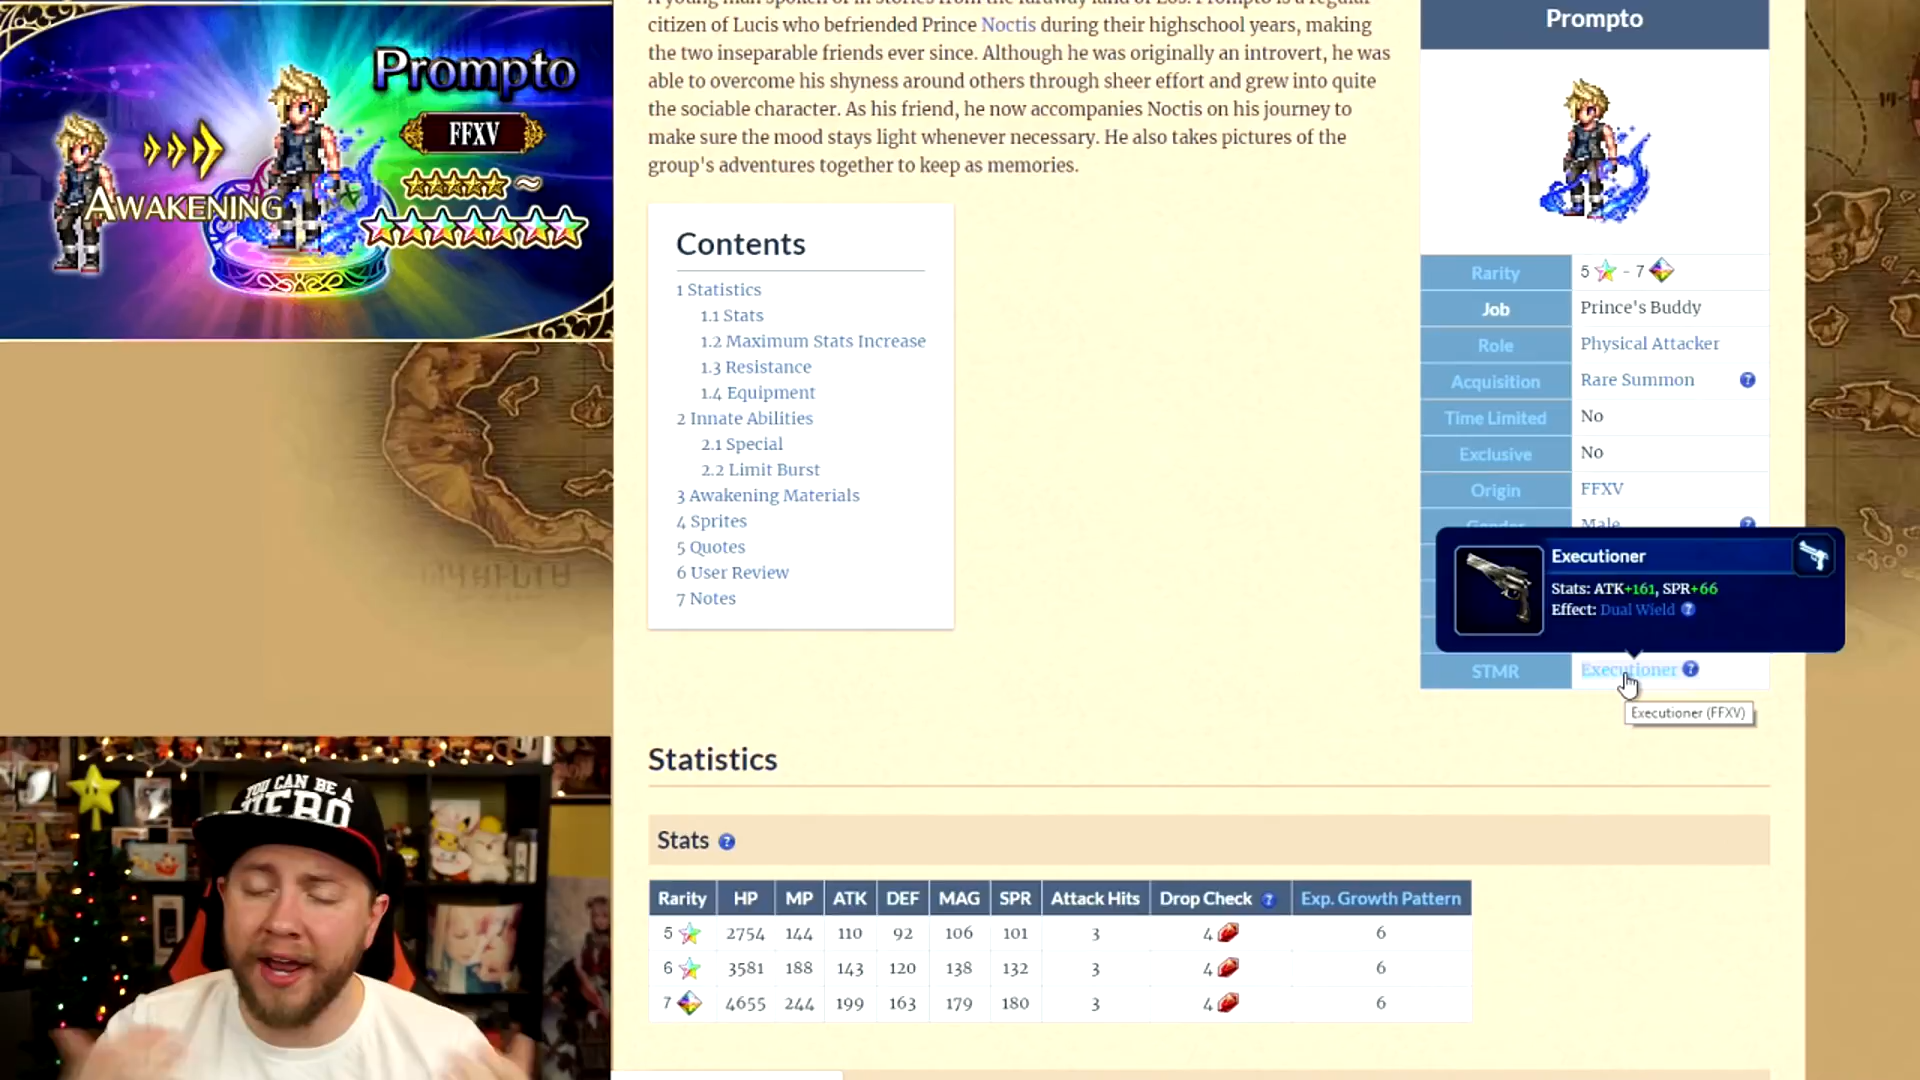 Prompto
FFXV
AWAKENING
citizen of Lucis who befriended Prince Noctis during their highschool years, making
the two inseparable friends ever since. Although he was originally an introvert, he was
able to overcome his shyness around others through sheer effort and grew into quite
the sociable character. As his friend, he now accompanies Noctis on his journey to
make sure the mood stays light whenever necessary. He also takes pictures of the
group's adventures together to keep as memories.
Contents
1 Statistics
1.1 Stats
1.2 Maximum Stats Increase
1.3 Resistance
1.4 Equipment
2 Innate Abilities
2.1 Special
2.2 Limit Burst
3 Awakening Materials
4 Sprites
5 Quotes
6 User Review
7 Notes
Prompto
Rarity 5 - 7
Job Prince's Buddy
Role Physical Attacker
Acquisition Rare Summon ?
Time Limited No
Exclusive No
Origin FFXV
Gender Male ?
Executioner
Stats: ATK+161, SPR+66
Effect: Dual Wield ?
STMR Executioner ?
Executioner (FFXV)
Statistics
Stats ?
Rarity HP MP ATK DEF MAG SPR Attack Hits Drop Check ? Exp. Growth Pattern
5 2754 144 110 92 106 101 3 4 6
6 3581 188 143 120 138 132 3 4 6
7 4655 244 199 163 179 180 3 4 6
YOU CAN BE A
HERO